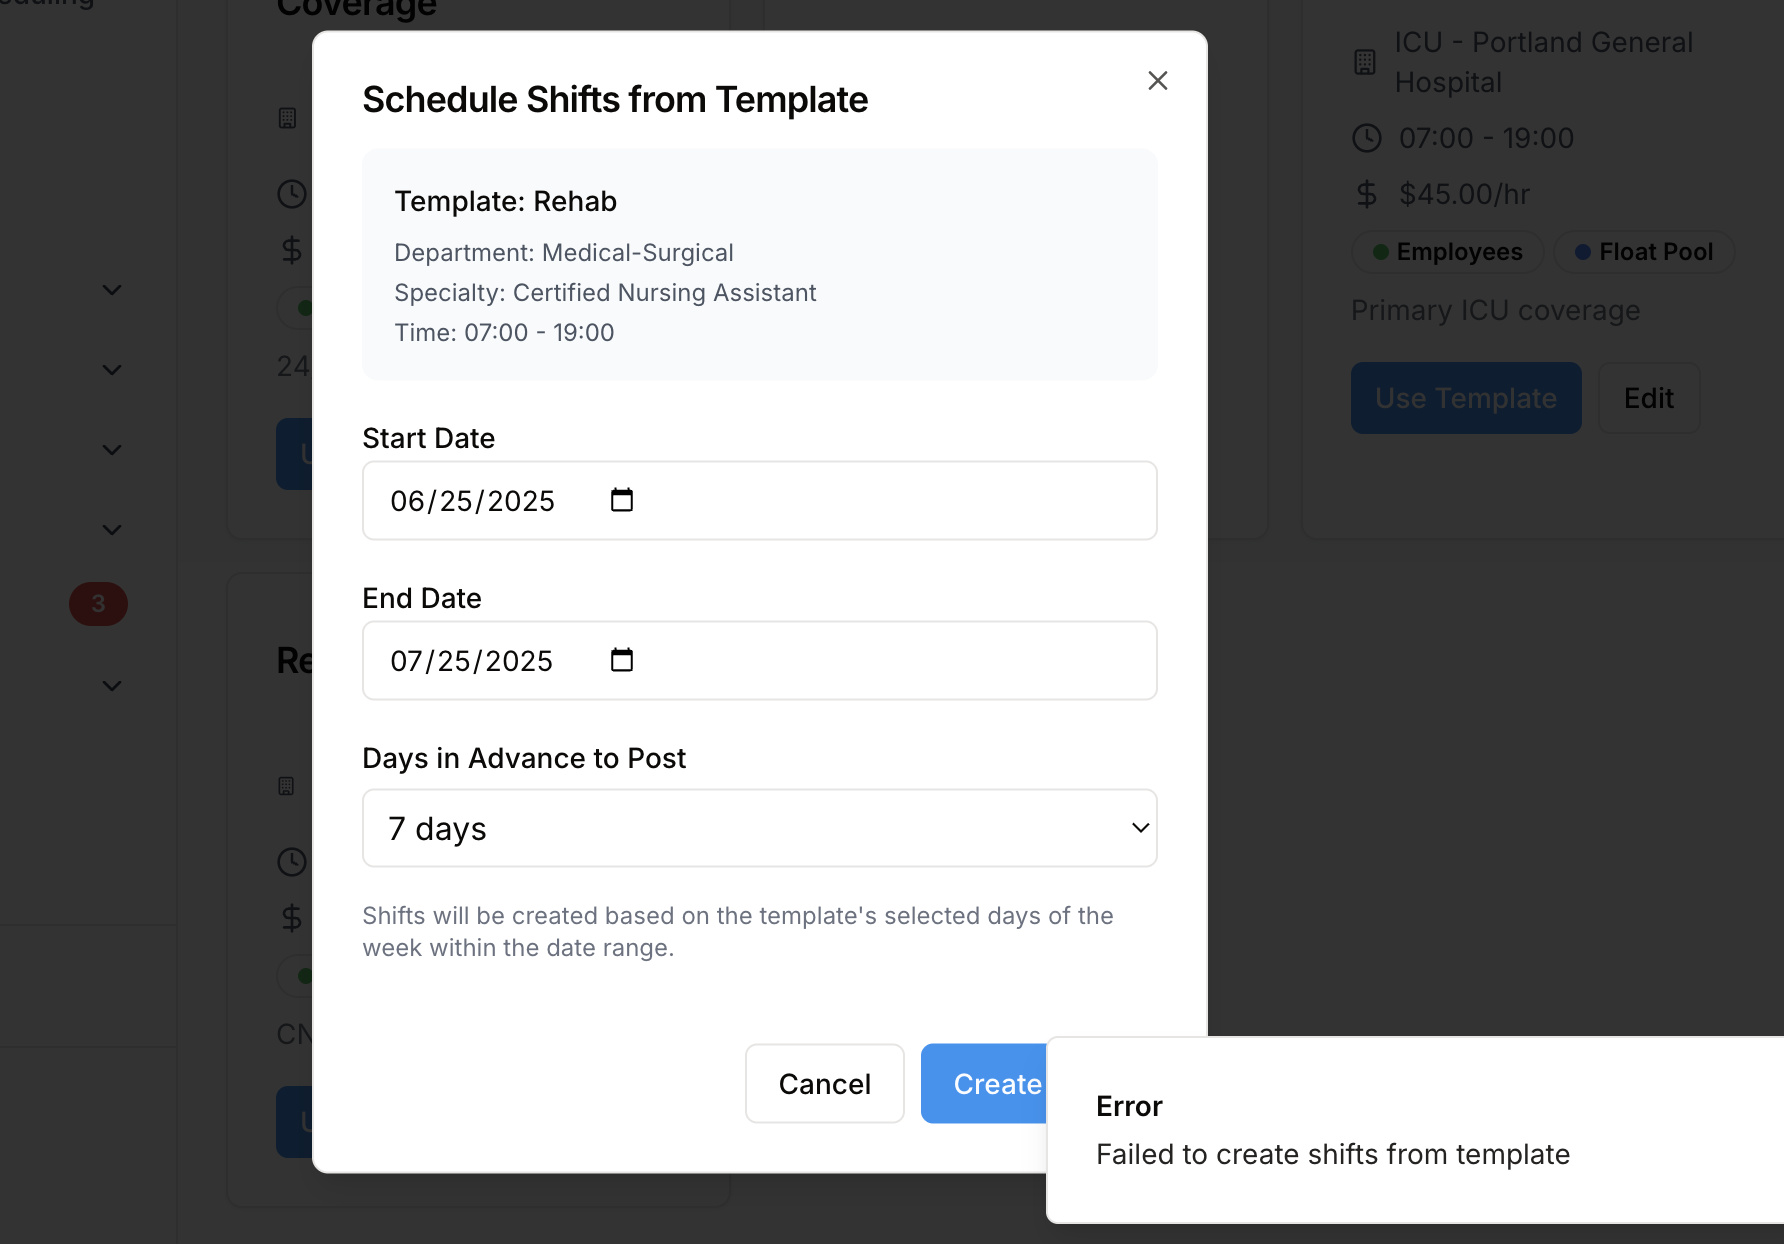 Coverage
ICU - Portland General
Hospital
07:00 - 19:00
$45.00/hr
Employees
Float Pool
Primary ICU coverage
Use Template
Edit
24
3
Re
CN
Schedule Shifts from Template
Template: Rehab
Department: Medical-Surgical
Specialty: Certified Nursing Assistant
Time: 07:00 - 19:00
Start Date
06/25/2025
End Date
07/25/2025
Days in Advance to Post
7 days
Shifts will be created based on the template's selected days of the
week within the date range.
Cancel
Create
Error
Failed to create shifts from template